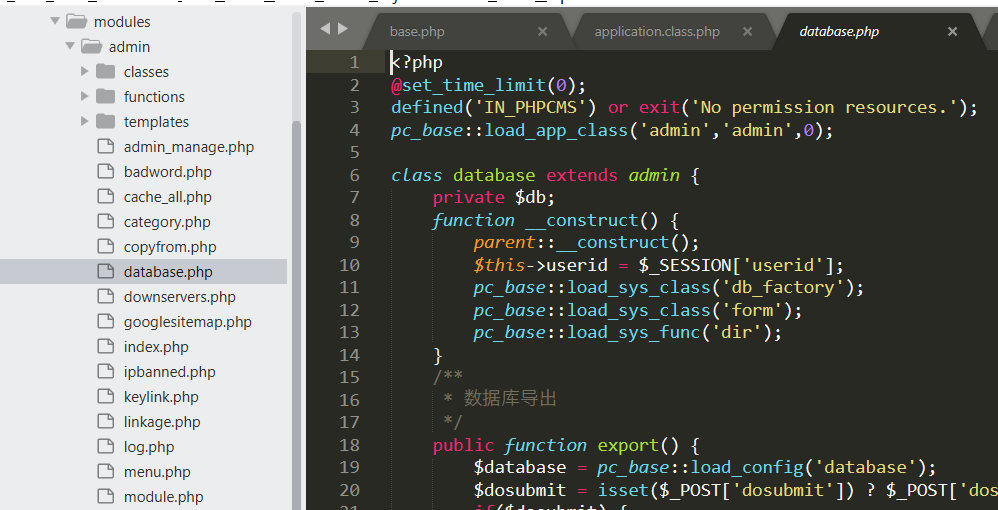 modules
admin
classes
functions
templates
admin_manage.php
badword.php
cache_all.php
category.php
copyfrom.php
database.php
downservers.php
googlesitemap.php
index.php
ipbanned.php
keylink.php
linkage.php
log.php
menu.php
module.php
base.php
application.class.php
database.php
1 <?php
2 @set_time_limit(0);
3 defined('IN_PHPCMS') or exit('No permission resources.');
4 pc_base::load_app_class('admin','admin',0);
5
6 class database extends admin {
7 private $db;
8 function __construct() {
9 parent::__construct();
10 $this->userid = $_SESSION['userid'];
11 pc_base::load_sys_class('db_factory');
12 pc_base::load_sys_class('form');
13 pc_base::load_sys_func('dir');
14 }
15 /**
16 * 数据库导出
17 */
18 public function export() {
19 $database = pc_base::load_config('database');
20 $dosubmit = isset($_POST['dosubmit']) ? $_POST['dos
21 if($dosubmit) {